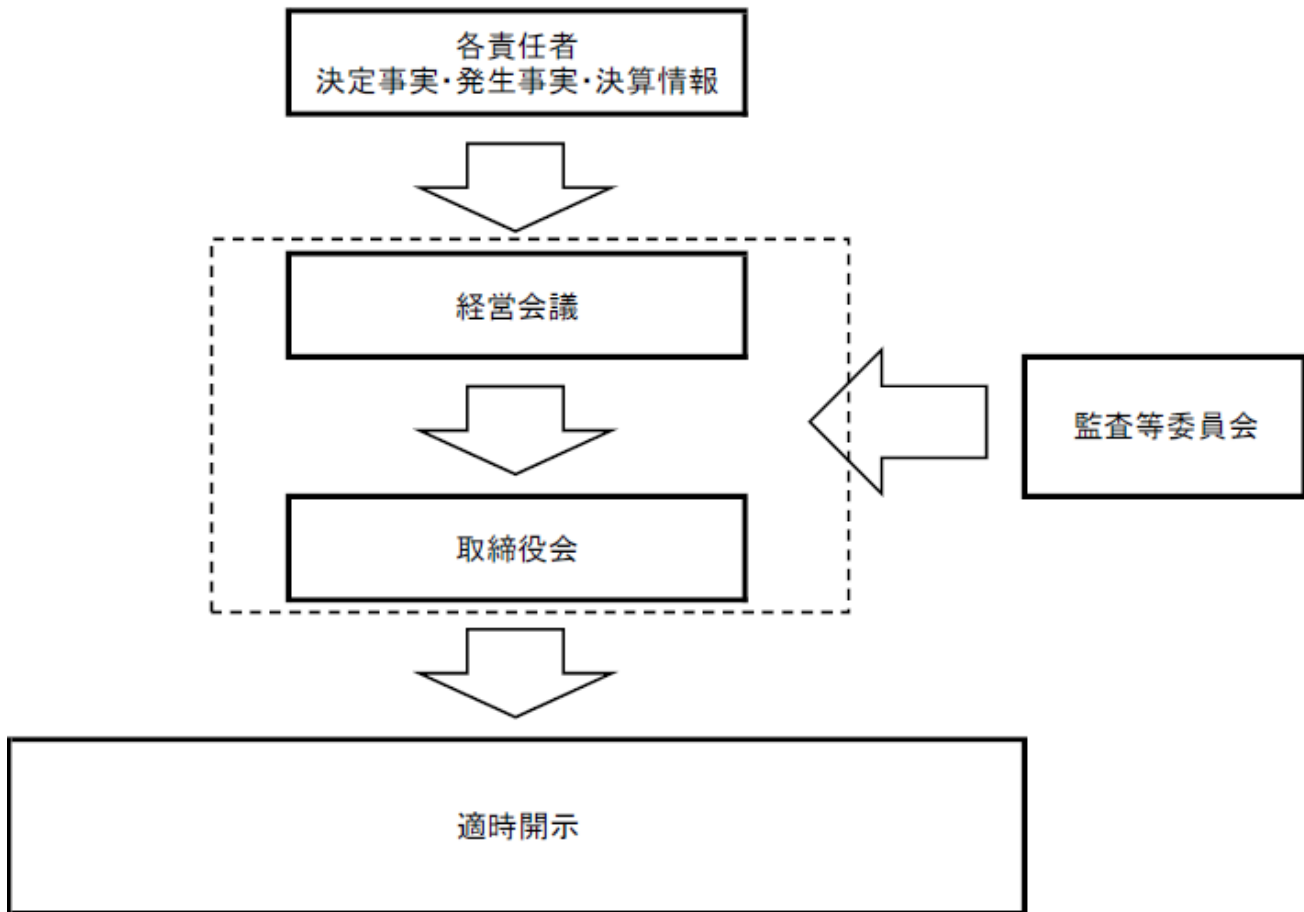 各責任者
決定事実・発生事実・決算情報
経営会議
監査等委員会
取締役会
適時開示